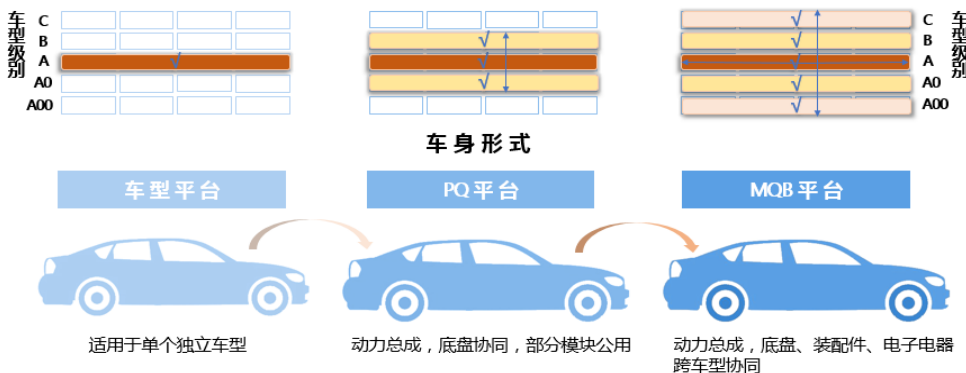 车型级别
C
B
A
A0
A00
√
√
√
√
√
√
√
√
√
C
B
A
A0
A00
车型级别
车身形式
车型平台
PQ平台
MQB平台
适用于单个独立车型
动力总成，底盘协同，部分模块公用
动力总成，底盘、装配件、电子电器
跨车型协同